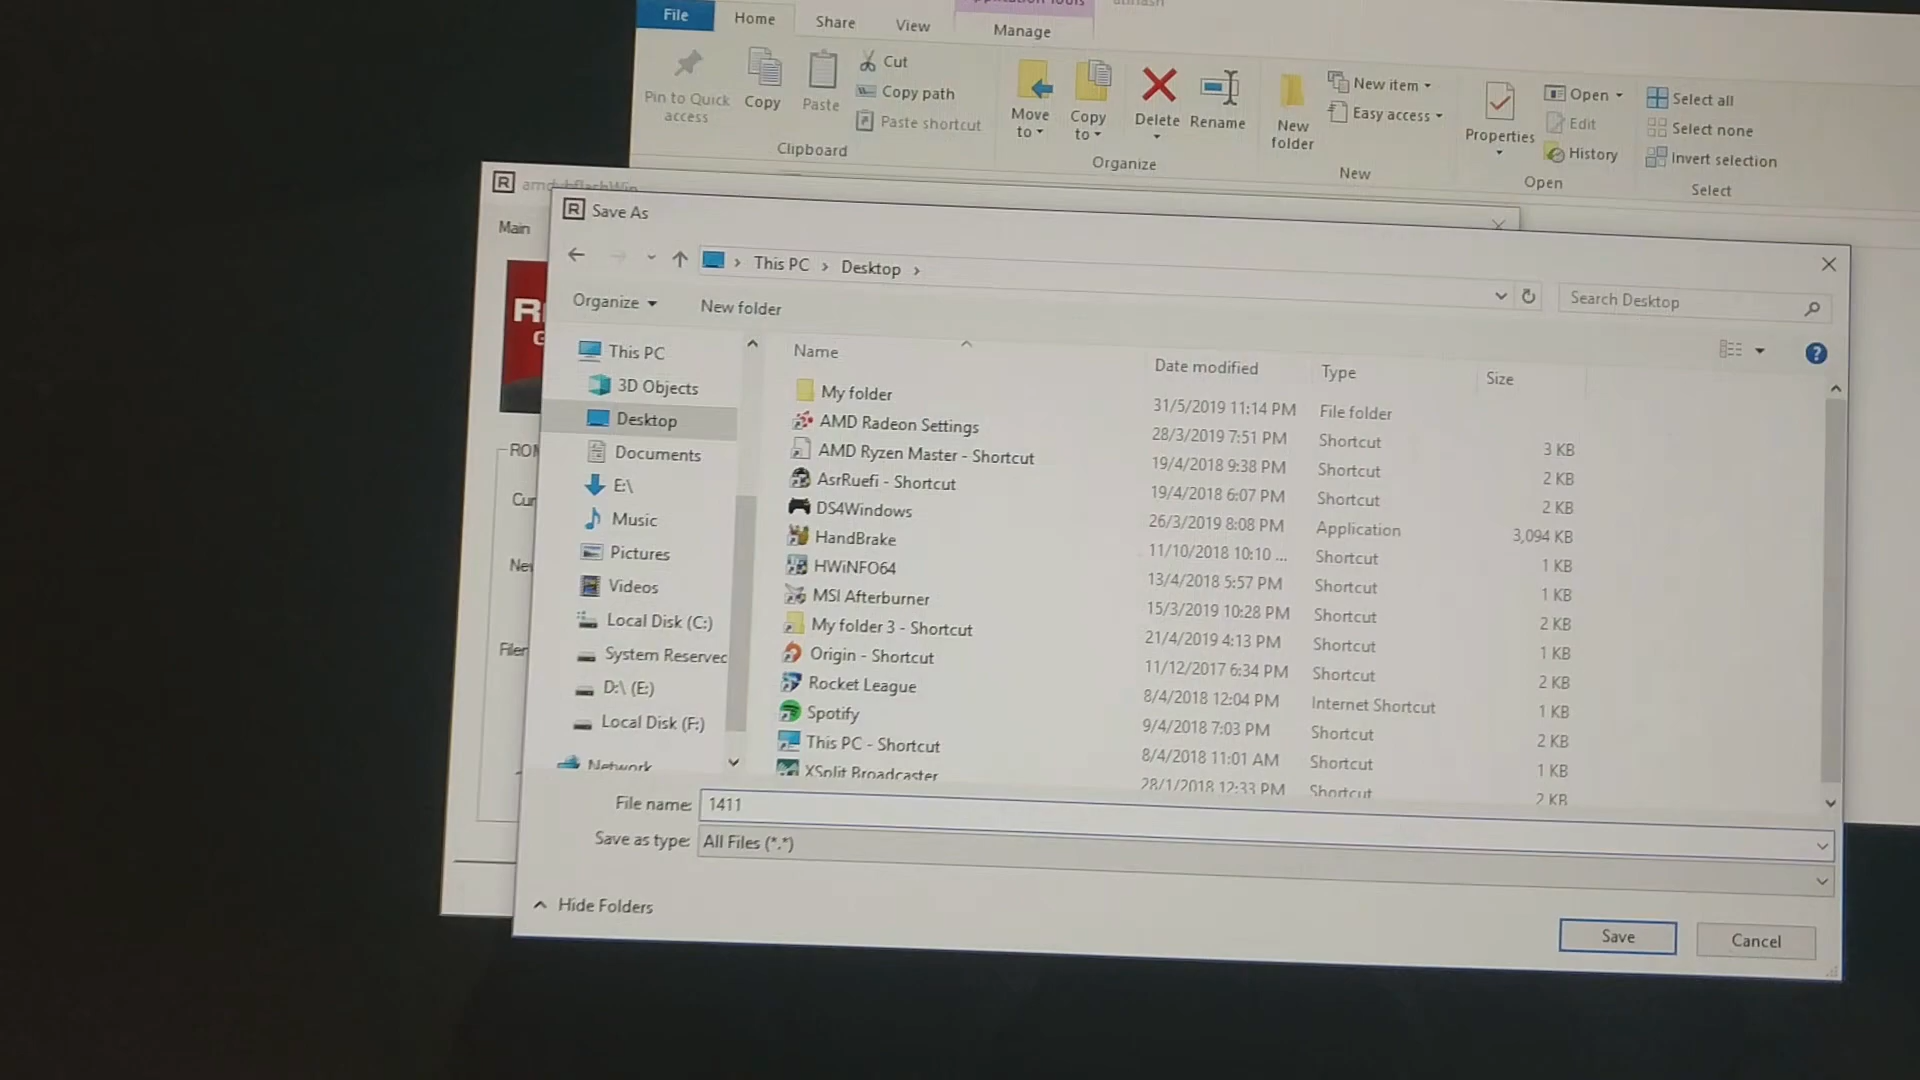 File Home Share View Manage
Pin to Quick access
Copy
Paste
Cut
Copy path
Paste shortcut
Clipboard
Move to
Copy to
Delete
Rename
Organize
New folder
New item
Easy access
New
Properties
Open
Edit
History
Open
Select all
Select none
Invert selection
Select
Main
Save As
This PC > Desktop >
Search Desktop
Organize
New folder
This PC
3D Objects
Desktop
Documents
E:\
Music
Pictures
Videos
Local Disk (C:)
System Reserved
D:\ (E:)
Local Disk (F:)
Network
Name Date modified Type Size
My folder 31/5/2019 11:14 PM File folder
AMD Radeon Settings 28/3/2019 7:51 PM Shortcut 3 KB
AMD Ryzen Master - Shortcut 19/4/2018 9:38 PM Shortcut 2 KB
AsrRuefi - Shortcut 19/4/2018 6:07 PM Shortcut 2 KB
DS4Windows 26/3/2019 8:08 PM Application 3,094 KB
HandBrake 11/10/2018 10:10 ... Shortcut 1 KB
HWiNFO64 13/4/2018 5:57 PM Shortcut 1 KB
MSI Afterburner 15/3/2019 10:28 PM Shortcut 2 KB
My folder 3 - Shortcut 21/4/2019 4:13 PM Shortcut 1 KB
Origin - Shortcut 11/12/2017 6:34 PM Shortcut 2 KB
Rocket League 8/4/2018 12:04 PM Internet Shortcut 1 KB
Spotify 9/4/2018 7:03 PM Shortcut 2 KB
This PC - Shortcut 8/4/2018 11:01 AM Shortcut 1 KB
XSplit Broadcaster 28/1/2018 12:33 PM Shortcut 2 KB
File name: 1411
Save as type: All Files (*.*)
Hide Folders
Save
Cancel